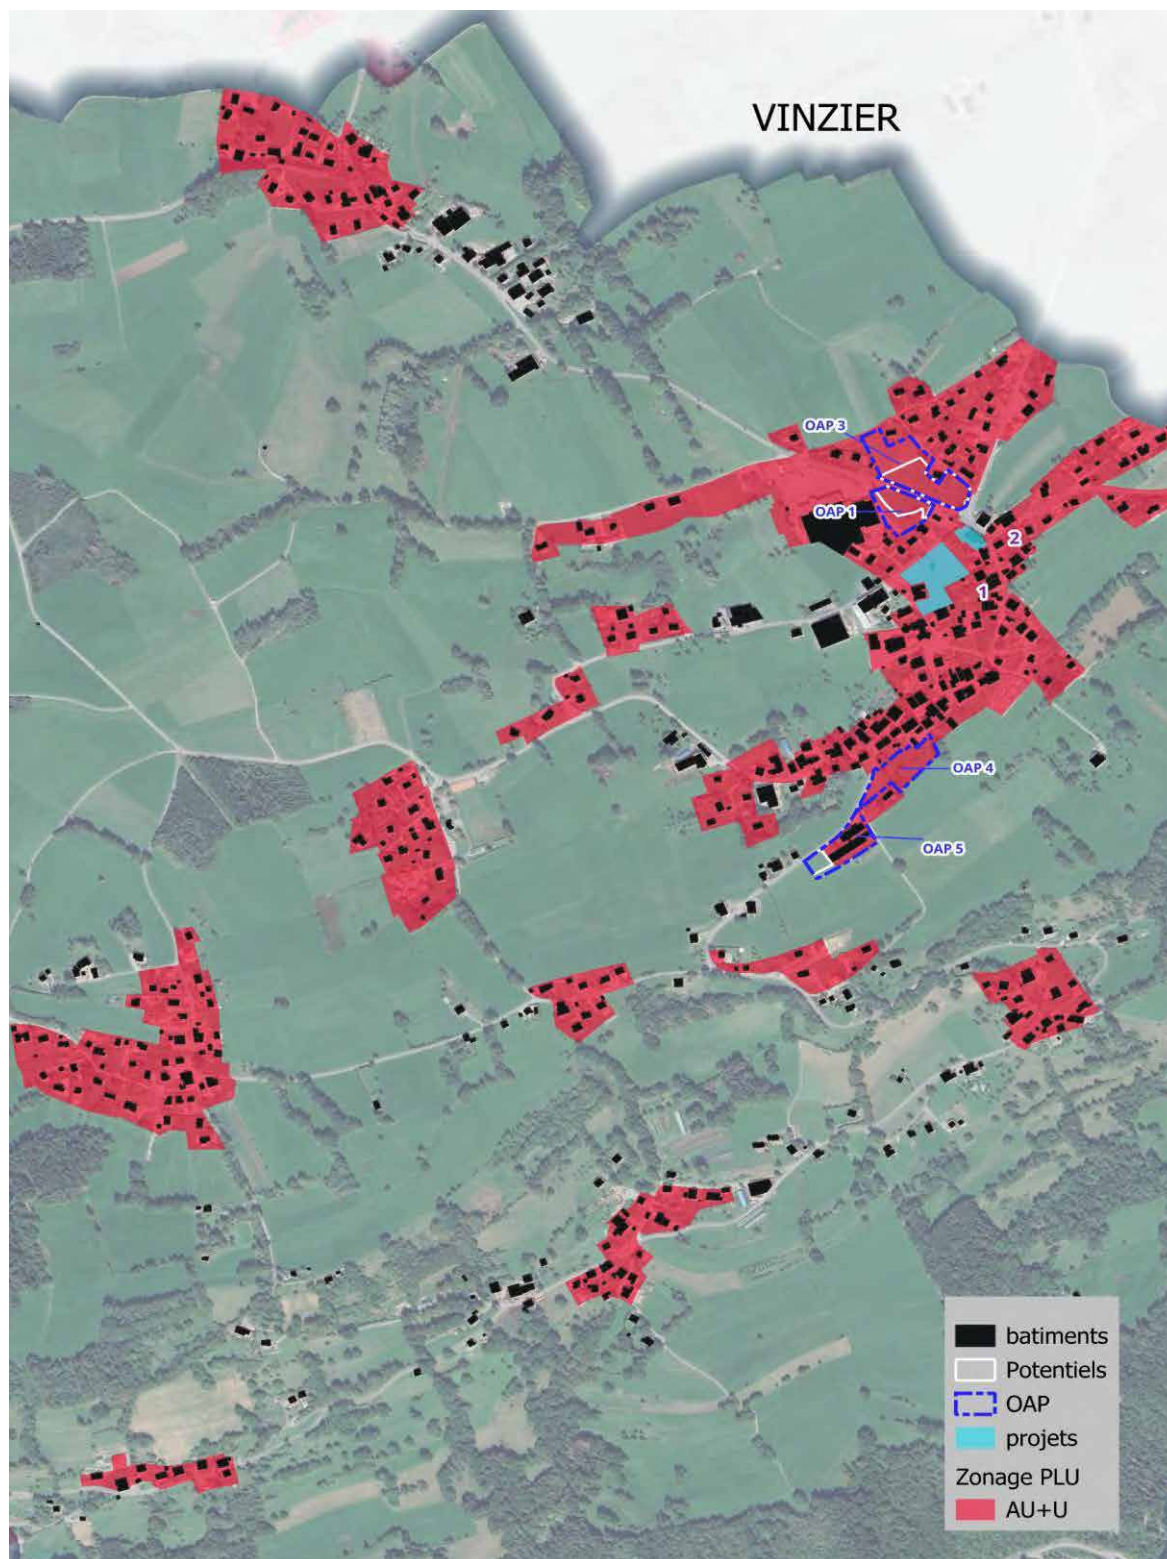 VINZIER
OAP 3
OAP 1
2
1
OAP 4
OAP 5
batiments
Potentiels
OAP
projets
Zonage PLU
AU+U